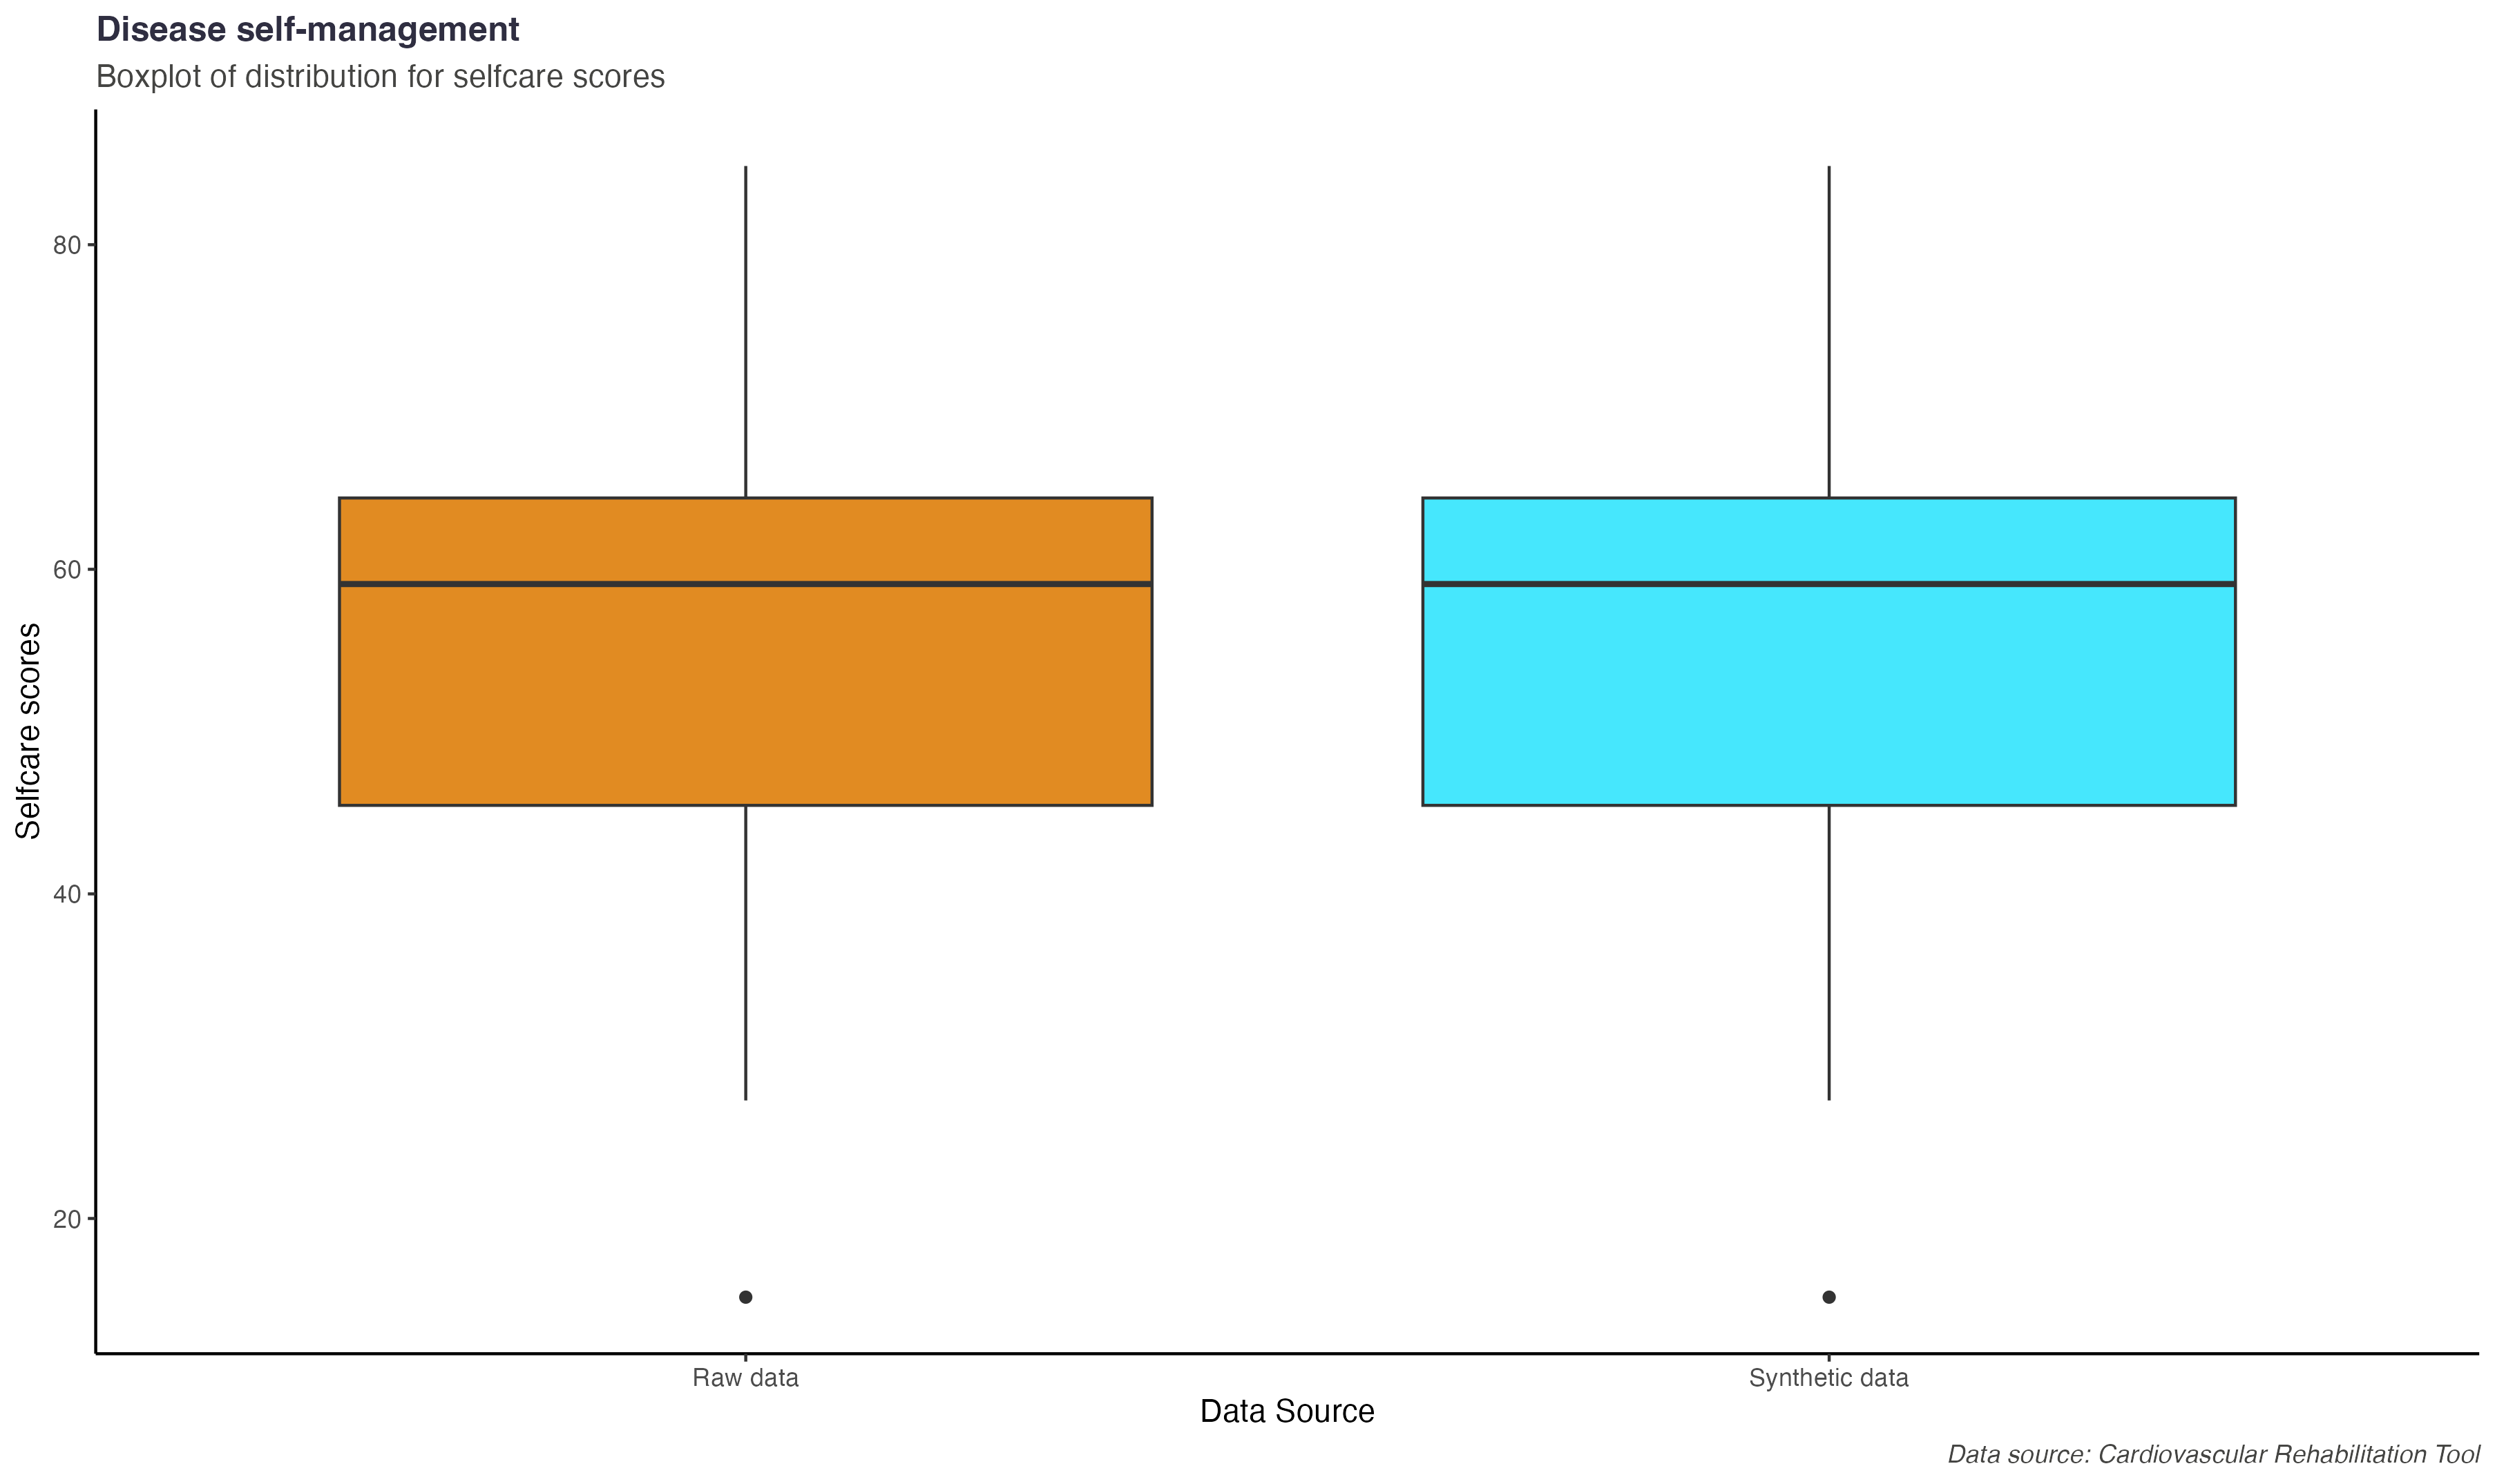 Disease self-management
Boxplot of distribution for selfcare scores
Selfcare scores
80
60
40
20
Raw data
Synthetic data
Data Source
Data source: Cardiovascular Rehabilitation Tool